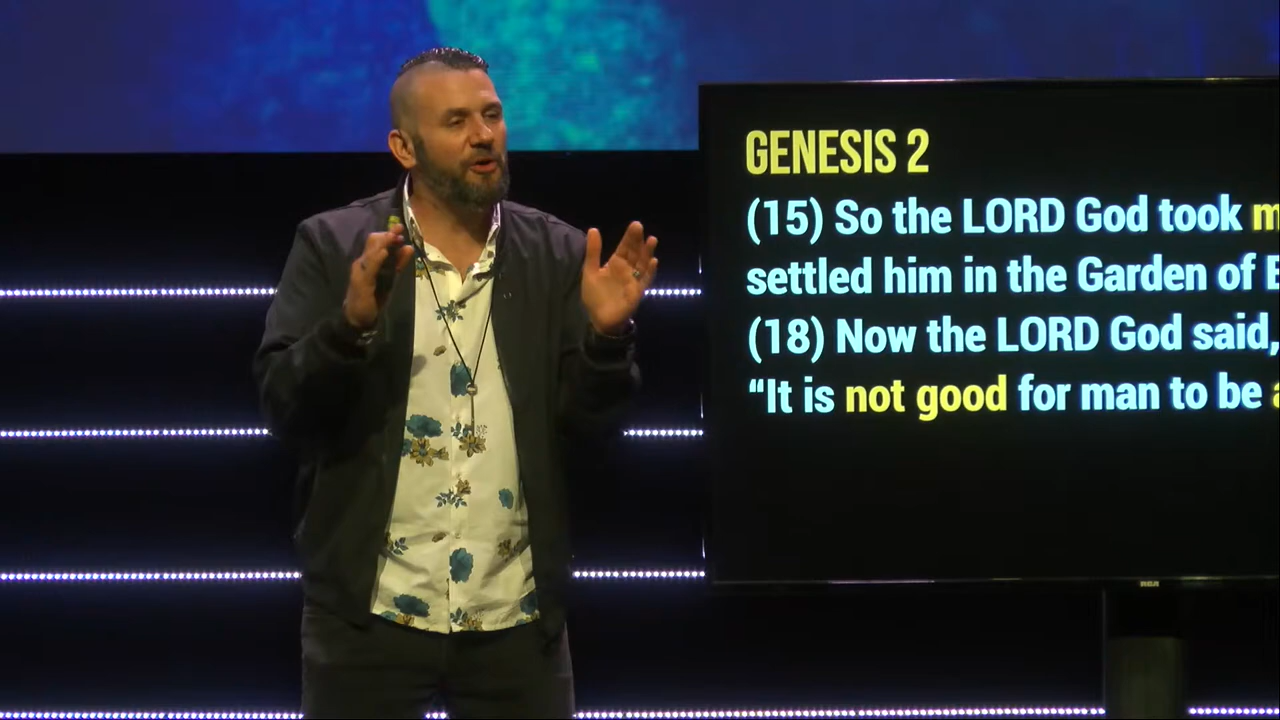 GENESIS 2
(15) So the LORD God took
settled him in the Garden of
(18) Now the LORD God said,
“It is not good for man to be